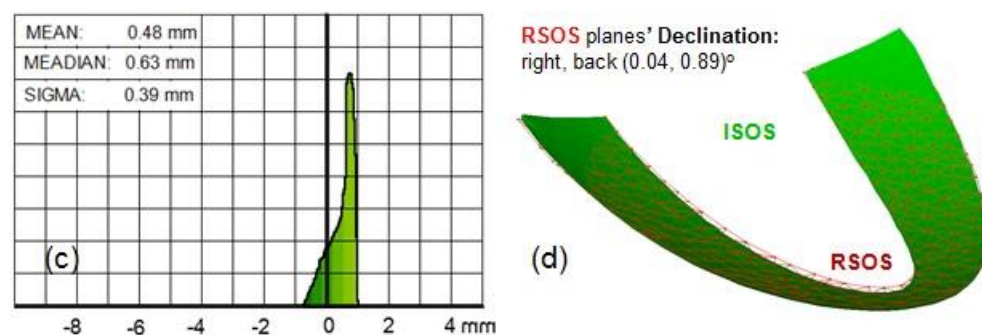 MEAN: 0.48 mm
MEADIAN: 0.63 mm
SIGMA: 0.39 mm
(c)
-8 -6 -4 -2 0 2 4 mm
RSOS planes' Declination:
right, back (0.04, 0.89)º
ISOS
RSOS
(d)